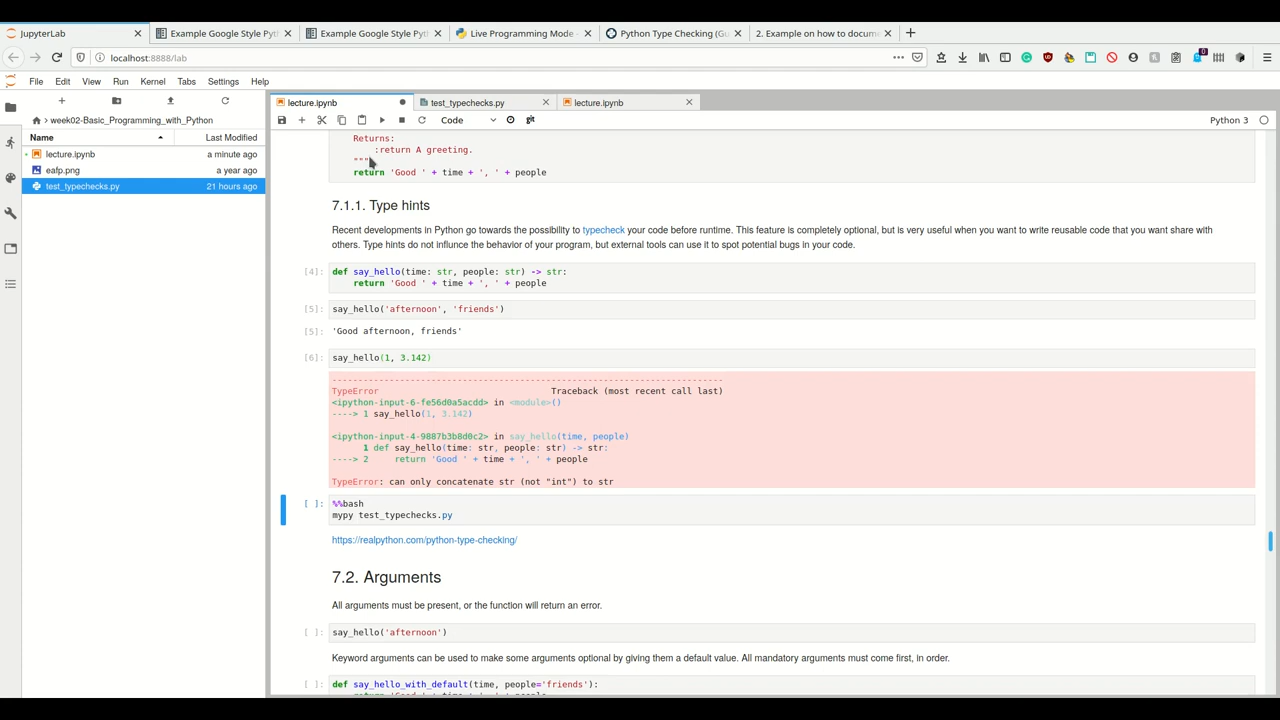 JupyterLab
Example Google Style Pyth
Example Google Style Pyth
Live Programming Mode -
Python Type Checking (Gu
2. Example on how to docum
localhost:8888/lab
File Edit View Run Kernel Tabs Settings Help
lecture.ipynb
test_typechecks.py
lecture.ipynb
week02-Basic_Programming_with_Python
Code
Python 3
Name Last Modified
lecture.ipynb a minute ago
eafp.png a year ago
test_typechecks.py 21 hours ago
Returns:
:return A greeting.
"""
return 'Good ' + time + ', ' + people
7.1.1. Type hints
Recent developments in Python go towards the possibility to typecheck your code before runtime. This feature is completely optional, but is very useful when you want to write reusable code that you want share with
others. Type hints do not influnce the behavior of your program, but external tools can use it to spot potential bugs in your code.
[4]: def say_hello(time: str, people: str) -> str:
return 'Good ' + time + ', ' + people
[5]: say_hello('afternoon', 'friends')
[5]: 'Good afternoon, friends'
[6]: say_hello(1, 3.142)
---------------------------------------------------------------------------
TypeError Traceback (most recent call last)
<ipython-input-6-fe56d0a5acdd> in <module>()
----> 1 say_hello(1, 3.142)
<ipython-input-4-9887b3b8d0c2> in say_hello(time, people)
1 def say_hello(time: str, people: str) -> str:
----> 2 return 'Good ' + time + ', ' + people
TypeError: can only concatenate str (not "int") to str
[ ]: %%bash
mypy test_typechecks.py
https://realpython.com/python-type-checking/
7.2. Arguments
All arguments must be present, or the function will return an error.
[ ]: say_hello('afternoon')
Keyword arguments can be used to make some arguments optional by giving them a default value. All mandatory arguments must come first, in order.
[ ]: def say_hello_with_default(time, people='friends'):